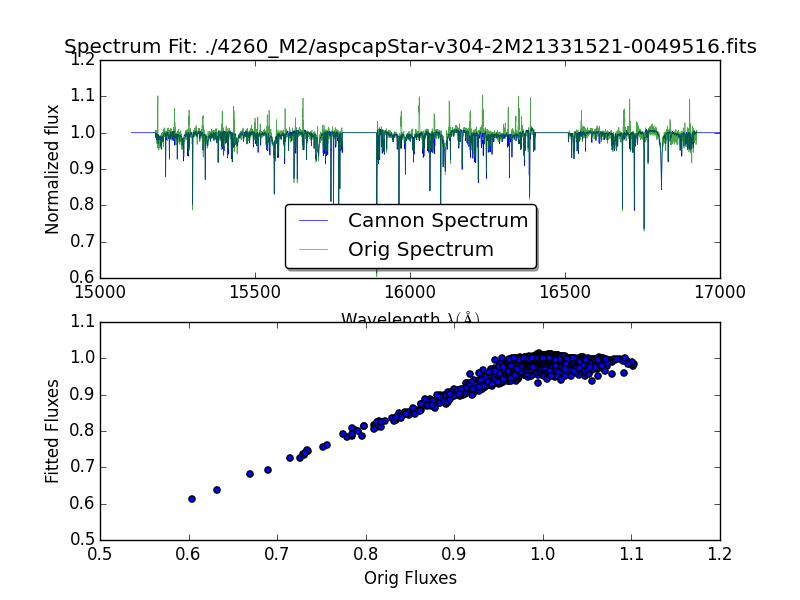 Spectrum Fit: ./4260_M2/aspcapStar-v304-2M21331521-0049516.fits
1.2
1.1
1.0
0.9
0.8
0.7
0.6
Normalized flux
Cannon Spectrum
Orig Spectrum
15000 15500 16000 16500 17000
Wavelength λ(Å)
1.1
1.0
0.9
0.8
0.7
0.6
0.5
Fitted Fluxes
0.5 0.6 0.7 0.8 0.9 1.0 1.1 1.2
Orig Fluxes